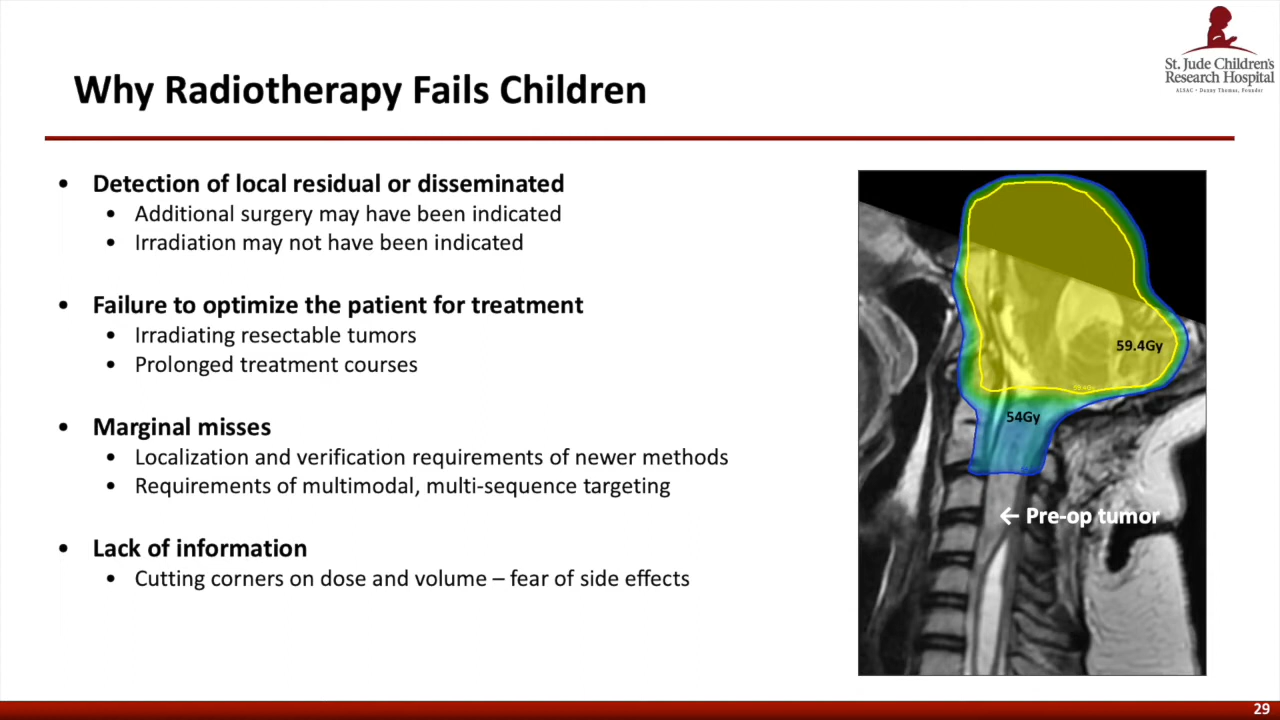 St. Jude Children's
Research Hospital
ALSAC • Danny Thomas, Founder
Why Radiotherapy Fails Children
• Detection of local residual or disseminated
• Additional surgery may have been indicated
• Irradiation may not have been indicated
• Failure to optimize the patient for treatment
• Irradiating resectable tumors
• Prolonged treatment courses
• Marginal misses
• Localization and verification requirements of newer methods
• Requirements of multimodal, multi-sequence targeting
• Lack of information
• Cutting corners on dose and volume – fear of side effects
59.4Gy
54Gy
← Pre-op tumor
29